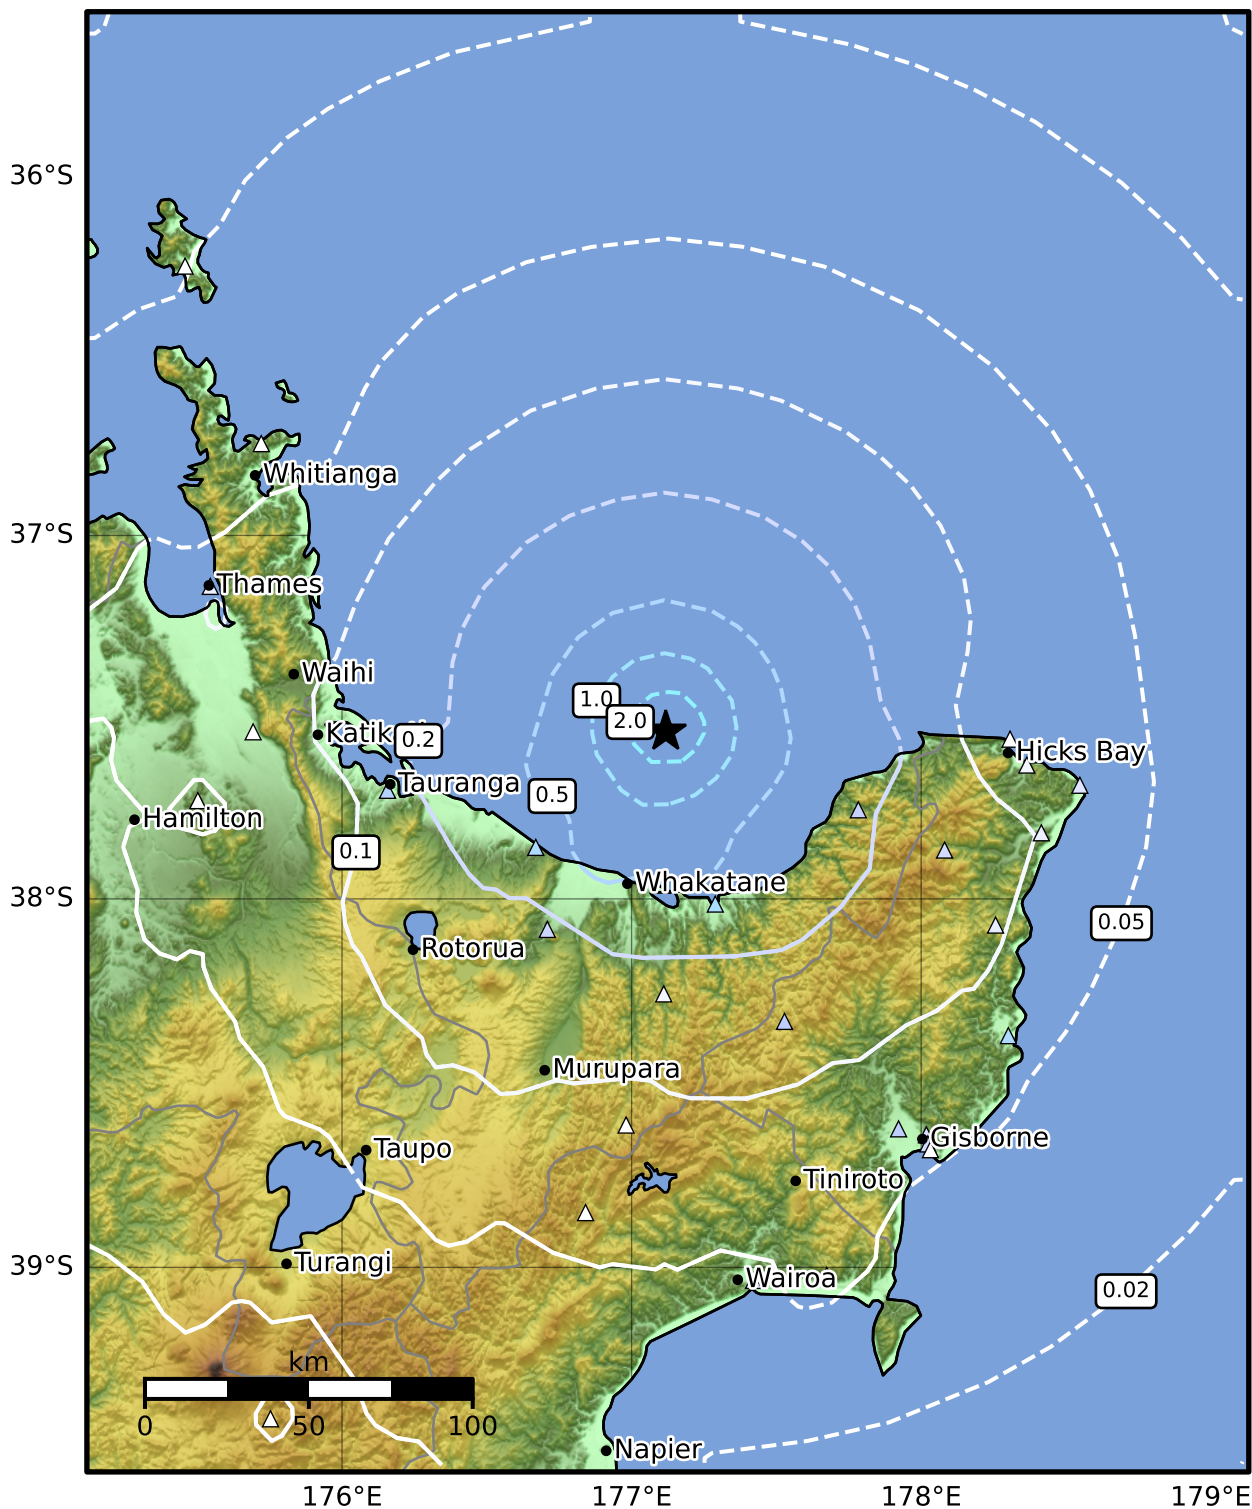 36°S
Whitianga
37°S
Thames
Waihi
1.0
2.0
Katik
0.2
Hicks Bay
Tauranga
0.5
Hamilton
0.1
Whakatane
38°S
0.05
Rotorua
Murupara
Gisborne
Taupo
Tiniroto
39°S
Turangi
Wairoa
0.02
km
0 50 100
Napier
176°E 177°E 178°E 179°E